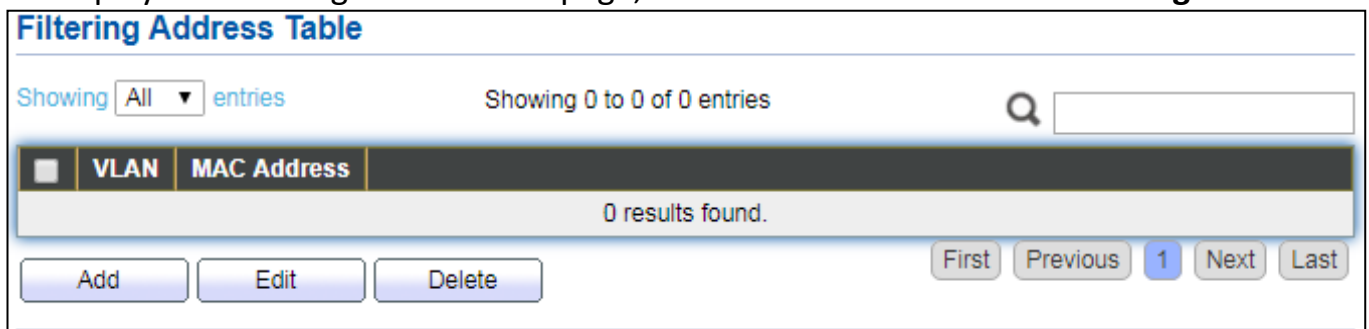 Filtering Address Table
Showing All ▼ entries Showing 0 to 0 of 0 entries
VLAN MAC Address
0 results found.
First Previous 1 Next Last
Add Edit Delete